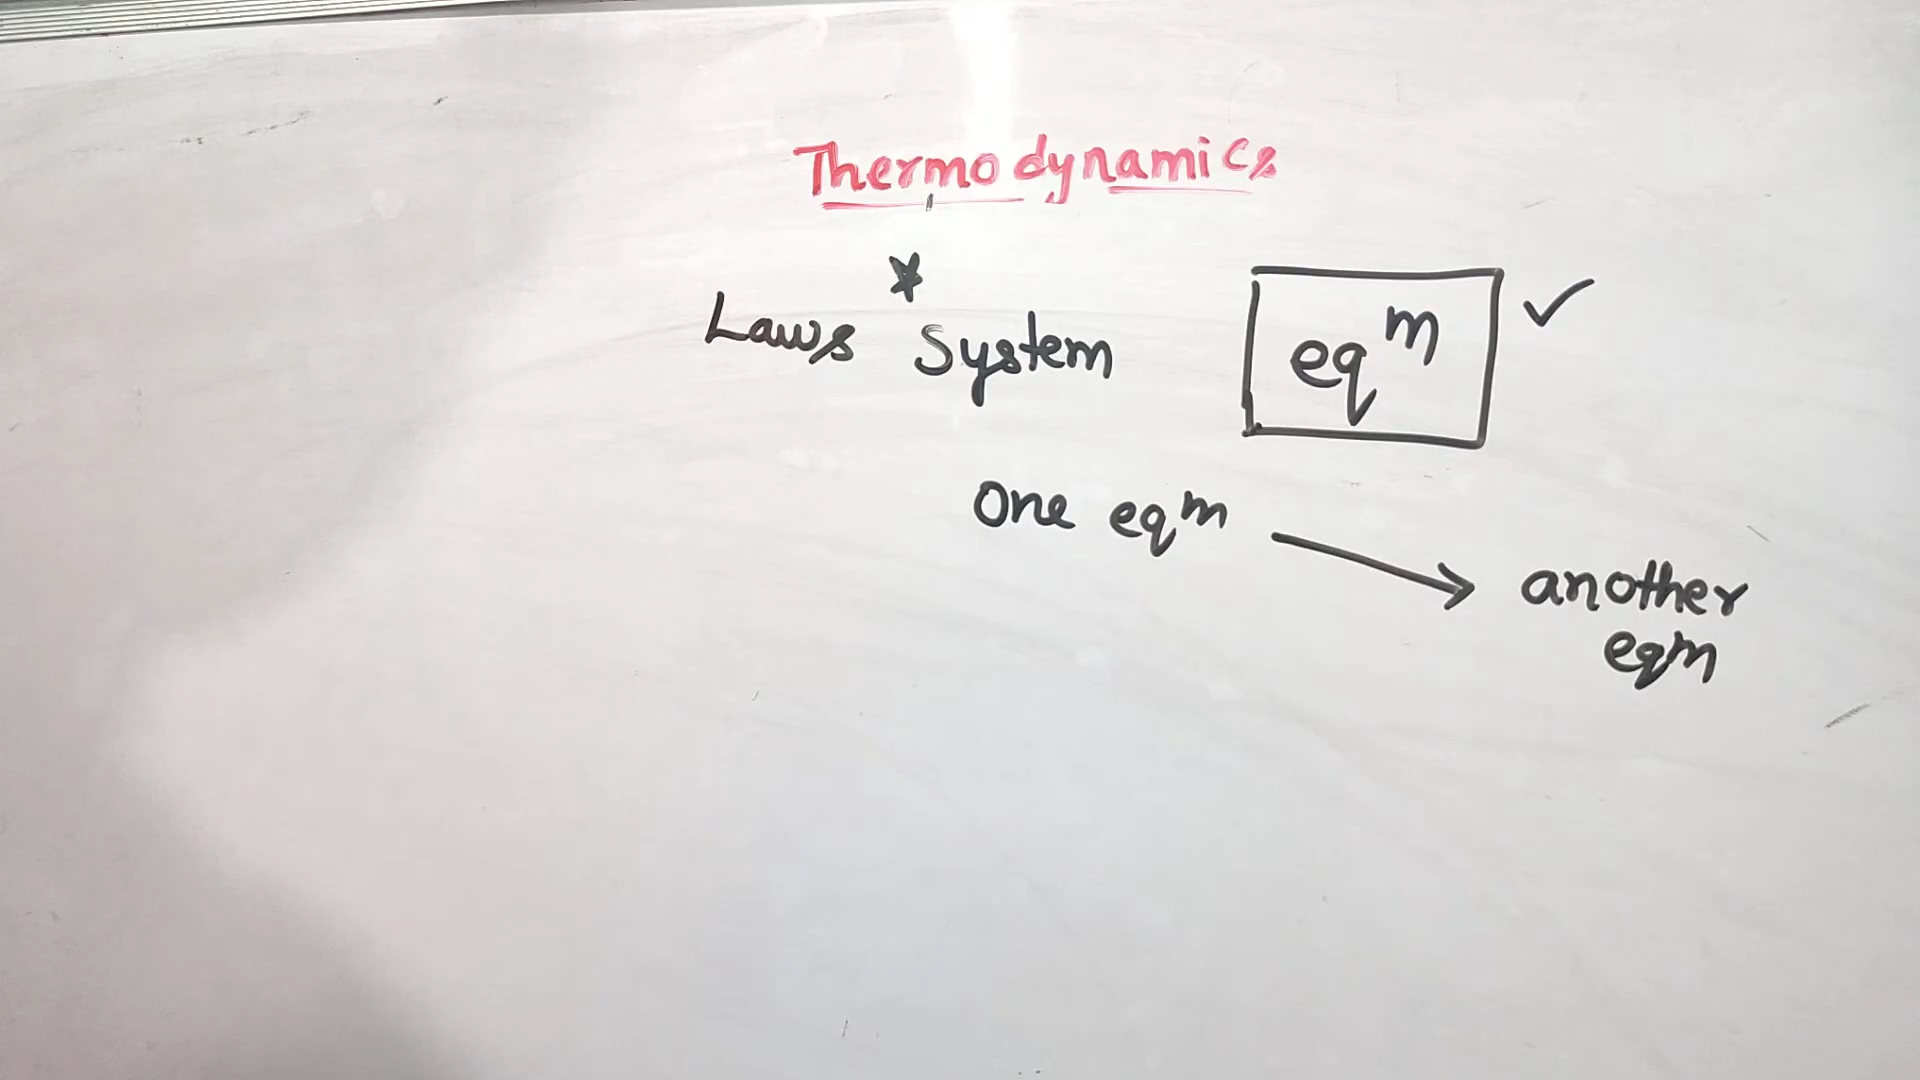 Thermodynamics
* 
Laws System eqᵐ ✓
One eqᵐ → another
eqᵐ